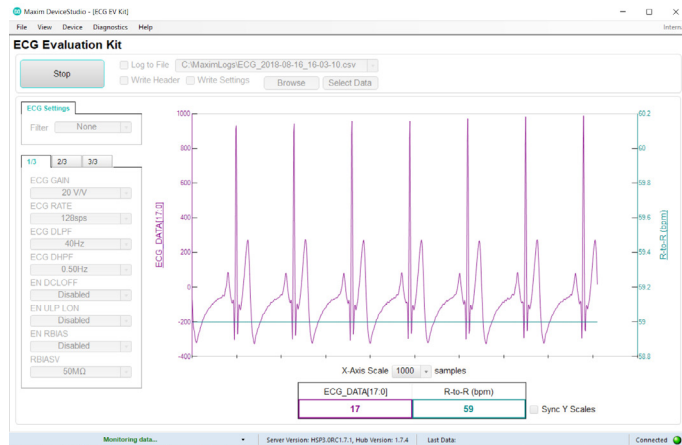 Maxim DeviceStudio - [ECG EV Kit]
File View Device Diagnostics Help
Intern
ECG Evaluation Kit
Stop
Log to File C:\MaximLogs\ECG_2018-08-16_16-03-10.csv
Write Header Write Settings Browse Select Data
ECG Settings
Filter None
1/3 2/3 3/3
ECG GAIN
20 V/V
ECG RATE
128sps
ECG DLPF
40Hz
ECG DHPF
0.50Hz
EN DCLOFF
Disabled
EN ULP LON
Disabled
EN RBIAS
Disabled
RBIASV
50MΩ
ECG_DATA[17:0]
1000
800
600
400
200
0
-200
-400
60.2
60
59.8
59.6
59.4
59.2
59
58.8
R-to-R (bpm)
X-Axis Scale 1000 samples
ECG_DATA[17:0] R-to-R (bpm)
17 59
Sync Y Scales
Monitoring data... Server Version: HSP3.0RC1.7.1, Hub Version: 1.7.4 Last Data: Connected